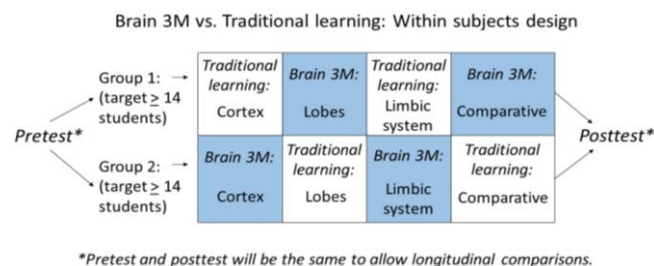 Brain 3M vs. Traditional learning: Within subjects design
Pretest*
Group 1:
(target ≥ 14
students)
Traditional
learning:
Cortex
Brain 3M:
Lobes
Traditional
learning:
Limbic
system
Brain 3M:
Comparative
Group 2:
(target ≥ 14
students)
Brain 3M:
Cortex
Traditional
learning:
Lobes
Brain 3M:
Limbic
system
Traditional
learning:
Comparative
Posttest*
*Pretest and posttest will be the same to allow longitudinal comparisons.